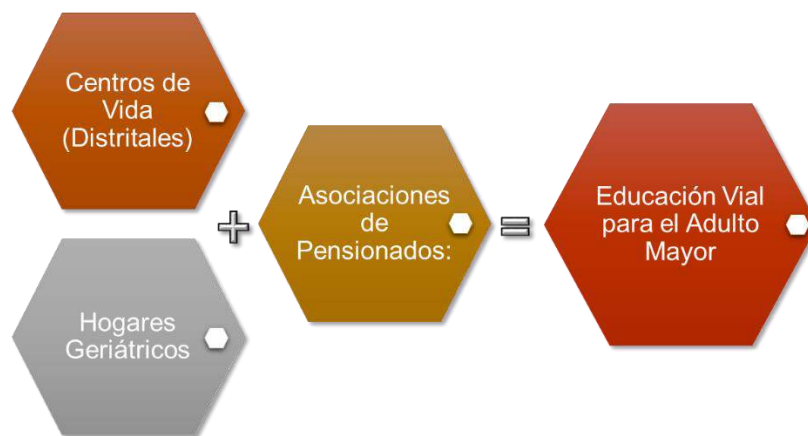 Centros de
Vida
(Distritales)
Hogares
Geriátricos
+
Asociaciones
de
Pensionados:
=
Educación Vial
para el Adulto
Mayor